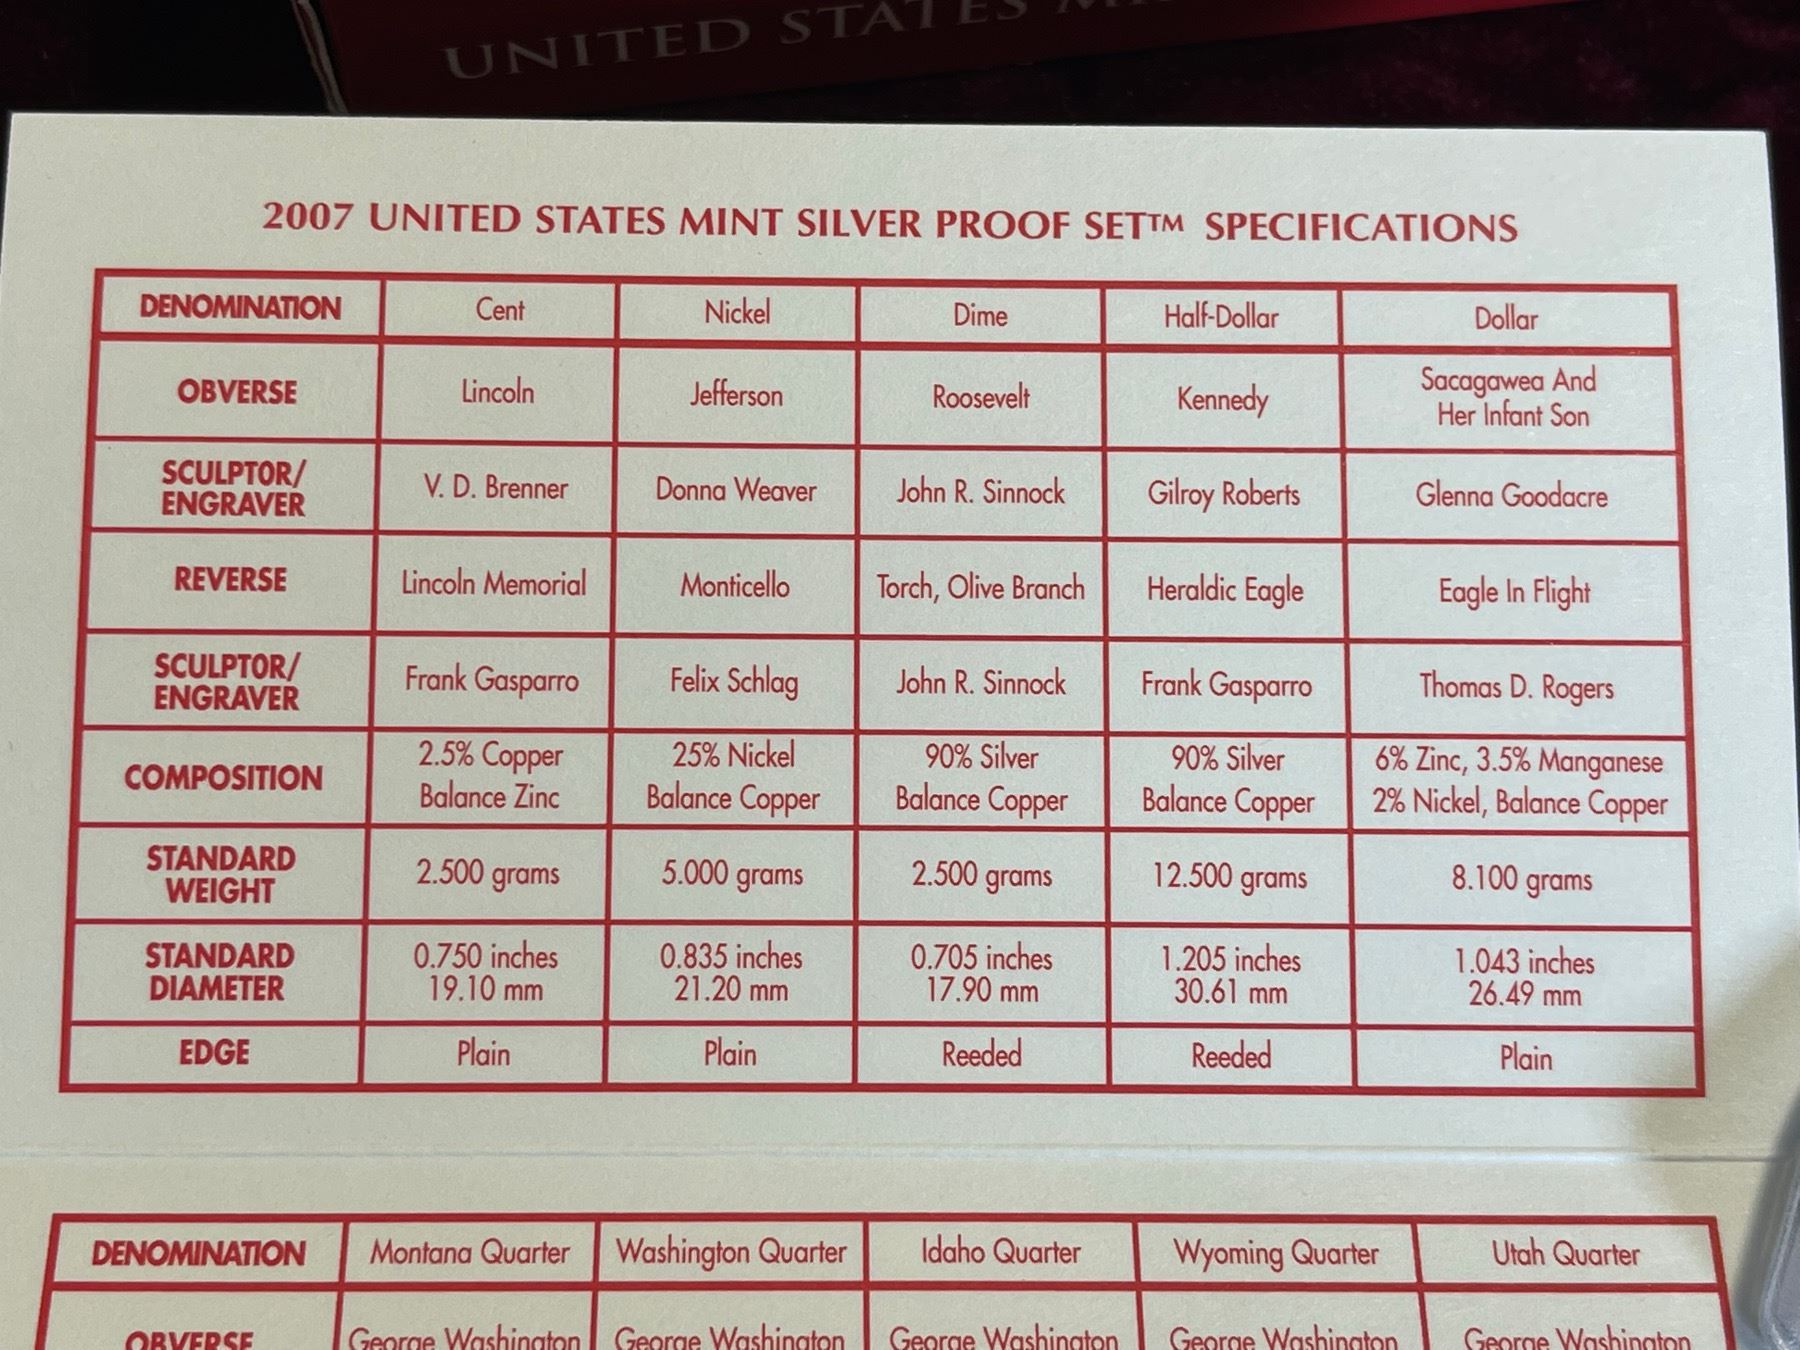 UNITED STATES
2007 UNITED STATES MINT SILVER PROOF SET™ SPECIFICATIONS
DENOMINATION Cent Nickel Dime Half-Dollar Dollar
OBVERSE Lincoln Jefferson Roosevelt Kennedy Sacagawea And
Her Infant Son
SCULPTOR/
ENGRAVER V. D. Brenner Donna Weaver John R. Sinnock Gilroy Roberts Glenna Goodacre
REVERSE Lincoln Memorial Monticello Torch, Olive Branch Heraldic Eagle Eagle In Flight
SCULPTOR/
ENGRAVER Frank Gasparro Felix Schlag John R. Sinnock Frank Gasparro Thomas D. Rogers
COMPOSITION 2.5% Copper 25% Nickel 90% Silver 90% Silver 6% Zinc, 3.5% Manganese
Balance Zinc Balance Copper Balance Copper Balance Copper 2% Nickel, Balance Copper
STANDARD
WEIGHT 2.500 grams 5.000 grams 2.500 grams 12.500 grams 8.100 grams
STANDARD 0.750 inches 0.835 inches 0.705 inches 1.205 inches 1.043 inches
DIAMETER 19.10 mm 21.20 mm 17.90 mm 30.61 mm 26.49 mm
EDGE Plain Plain Reeded Reeded Plain
DENOMINATION Montana Quarter Washington Quarter Idaho Quarter Wyoming Quarter Utah Quarter
OBVERSE George Washington George Washington George Washington George Washington George Washington